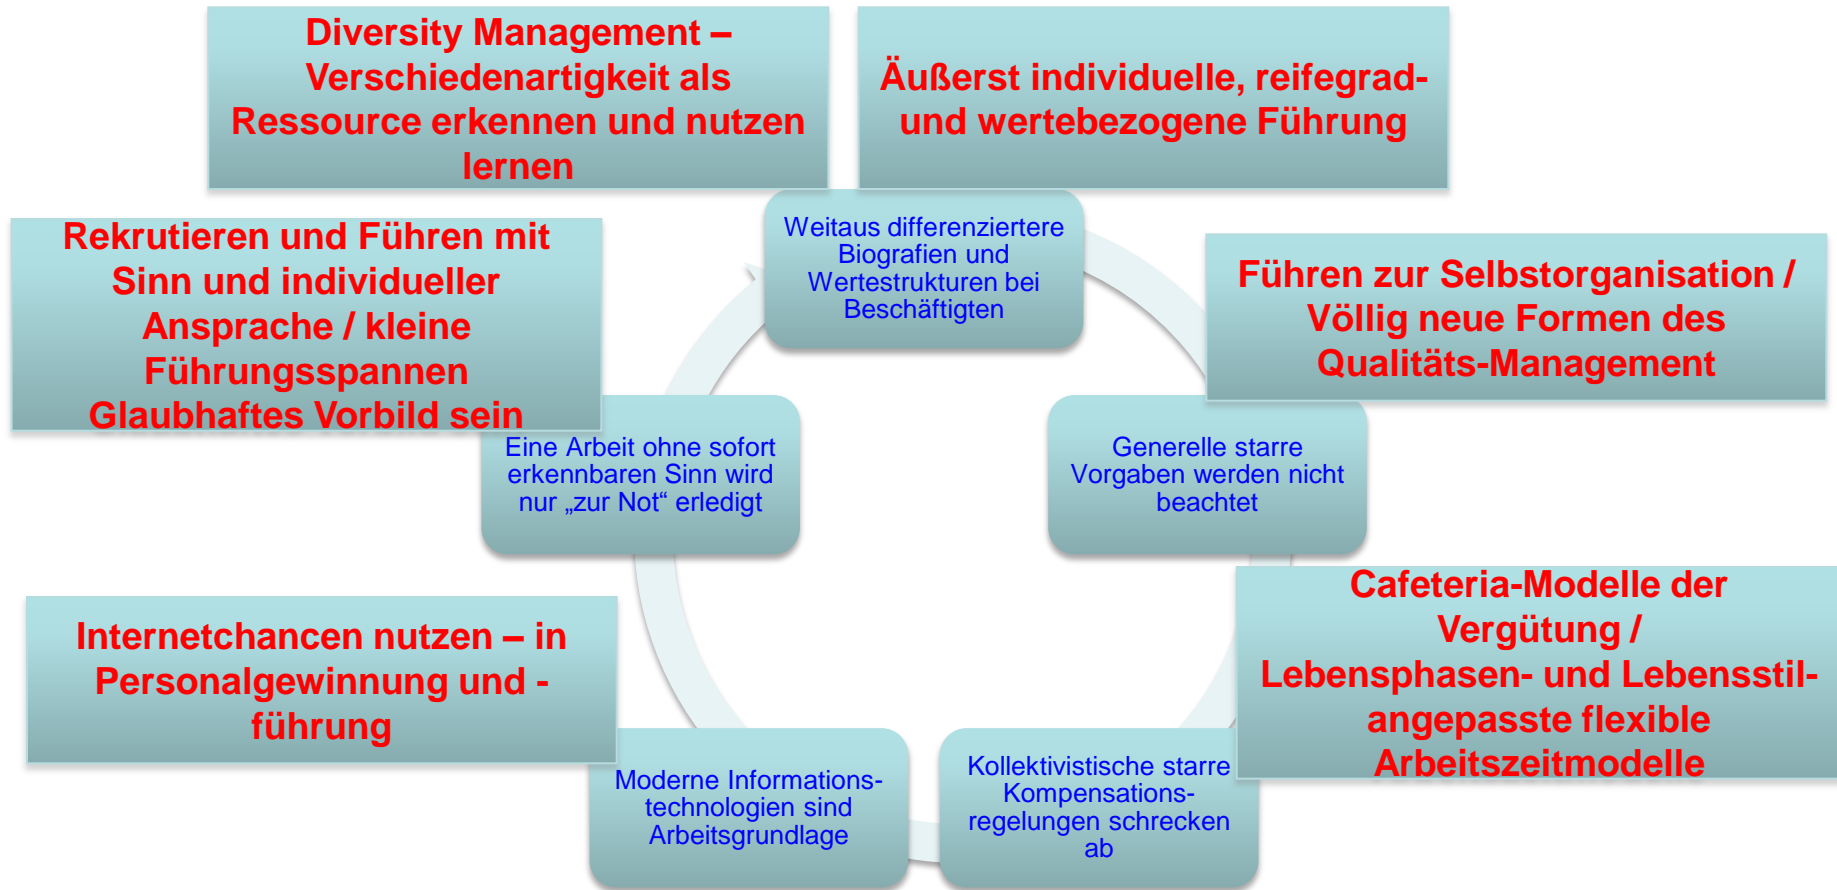 Diversity Management –
Verschiedenartigkeit als
Ressource erkennen und nutzen
lernen
Äußerst individuelle, reifegrad-
und wertebezogene Führung
Weitaus differenziertere
Biografien und
Wertestrukturen bei
Beschäftigten
Rekrutieren und Führen mit
Sinn und individueller
Ansprache / kleine
Führungsspannen
Glaubhaftes Vorbild sein
Führen zur Selbstorganisation /
Völlig neue Formen des
Qualitäts-Management
Eine Arbeit ohne sofort
erkennbaren Sinn wird
nur „zur Not“ erledigt
Generelle starre
Vorgaben werden nicht
beachtet
Internetchancen nutzen – in
Personalgewinnung und -
führung
Cafeteria-Modelle der
Vergütung /
Lebensphasen- und Lebensstil-
angepasste flexible
Arbeitszeitmodelle
Moderne Informations-
technologien sind
Arbeitsgrundlage
Kollektivistische starre
Kompensations-
regelungen schrecken
ab